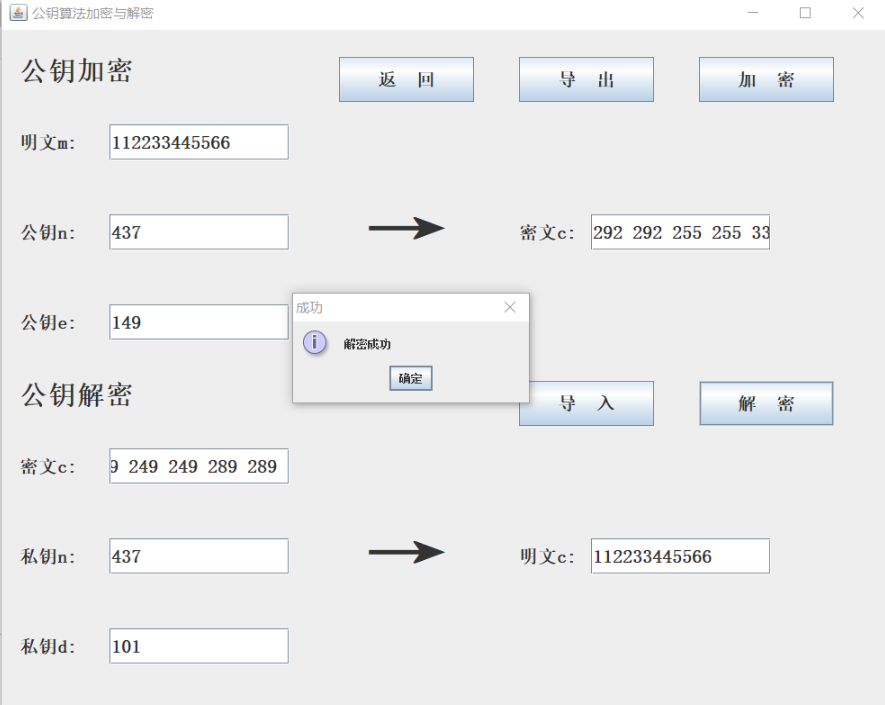 公钥算法加密与解密
公钥加密
返 回
导 出
加 密
明文m:
112233445566
公钥n:
437
密文c:
292 292 255 255 33
公钥e:
149
成功
解密成功
确定
公钥解密
导 入
解 密
密文c:
9 249 249 289 289
私钥n:
437
明文c:
112233445566
私钥d:
101